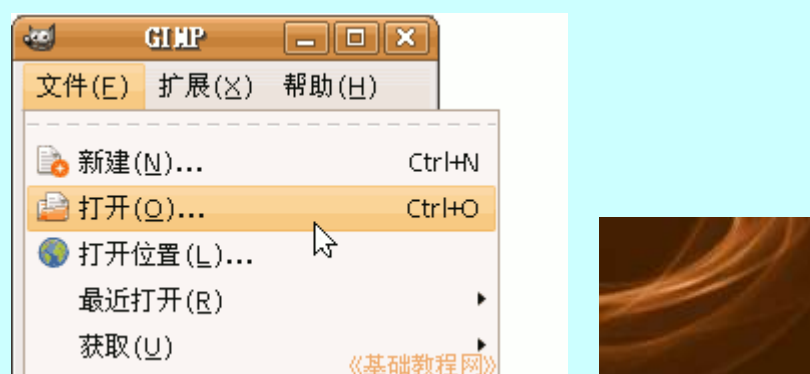 GIMP
文件(F) 扩展(X) 帮助(H)
新建(N)... Ctrl+N
打开(O)... Ctrl+O
打开位置(L)...
最近打开(R)
获取(U)
《基础教程网》